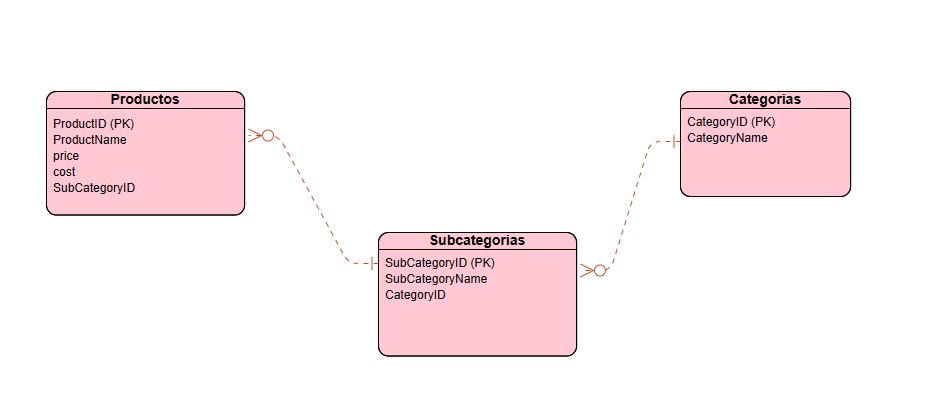 Productos
ProductID (PK)
ProductName
price
cost
SubCategoryID
Categorias
CategoryID (PK)
CategoryName
Subcategorias
SubCategoryID (PK)
SubCategoryName
CategoryID